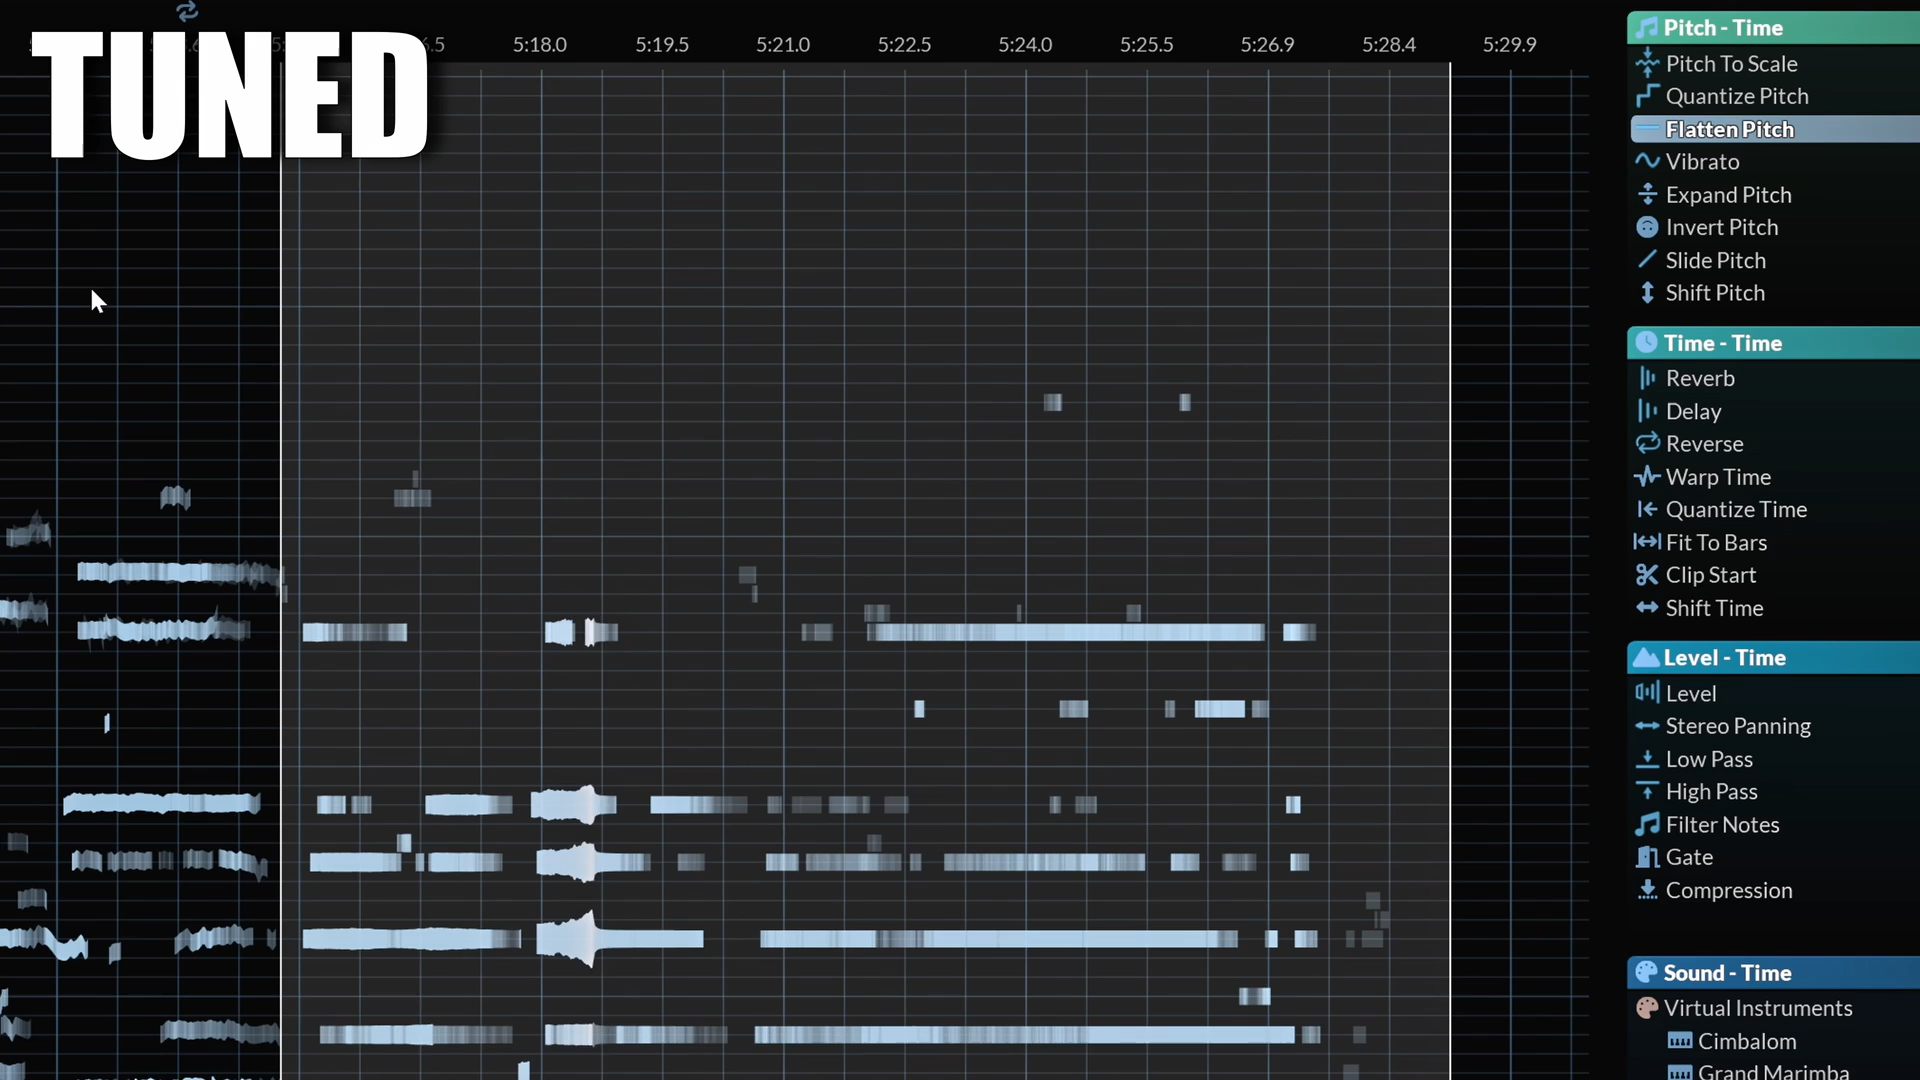 TUNED
5:18.0 5:19.5 5:21.0 5:22.5 5:24.0 5:25.5 5:26.9 5:28.4 5:29.9
Pitch - Time
Pitch To Scale
Quantize Pitch
Flatten Pitch
Vibrato
Expand Pitch
Invert Pitch
Slide Pitch
Shift Pitch
Time - Time
Reverb
Delay
Reverse
Warp Time
Quantize Time
Fit To Bars
Clip Start
Shift Time
Level - Time
Level
Stereo Panning
Low Pass
High Pass
Filter Notes
Gate
Compression
Sound - Time
Virtual Instruments
Cimbalom
Grand Marimba